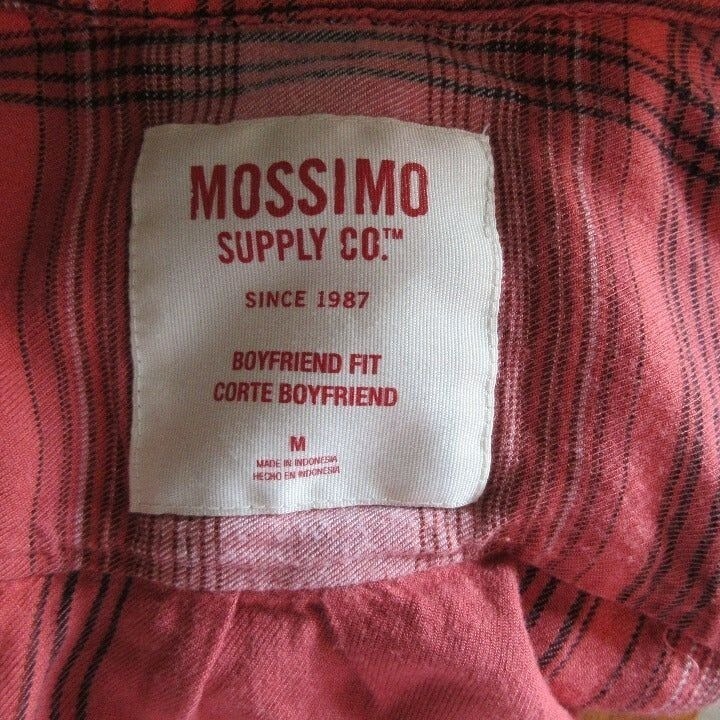 MOSSIMO
SUPPLY CO.™
SINCE 1987
BOYFRIEND FIT
CORTE BOYFRIEND
M
MADE IN INDONESIA
HECHO EN INDONESIA